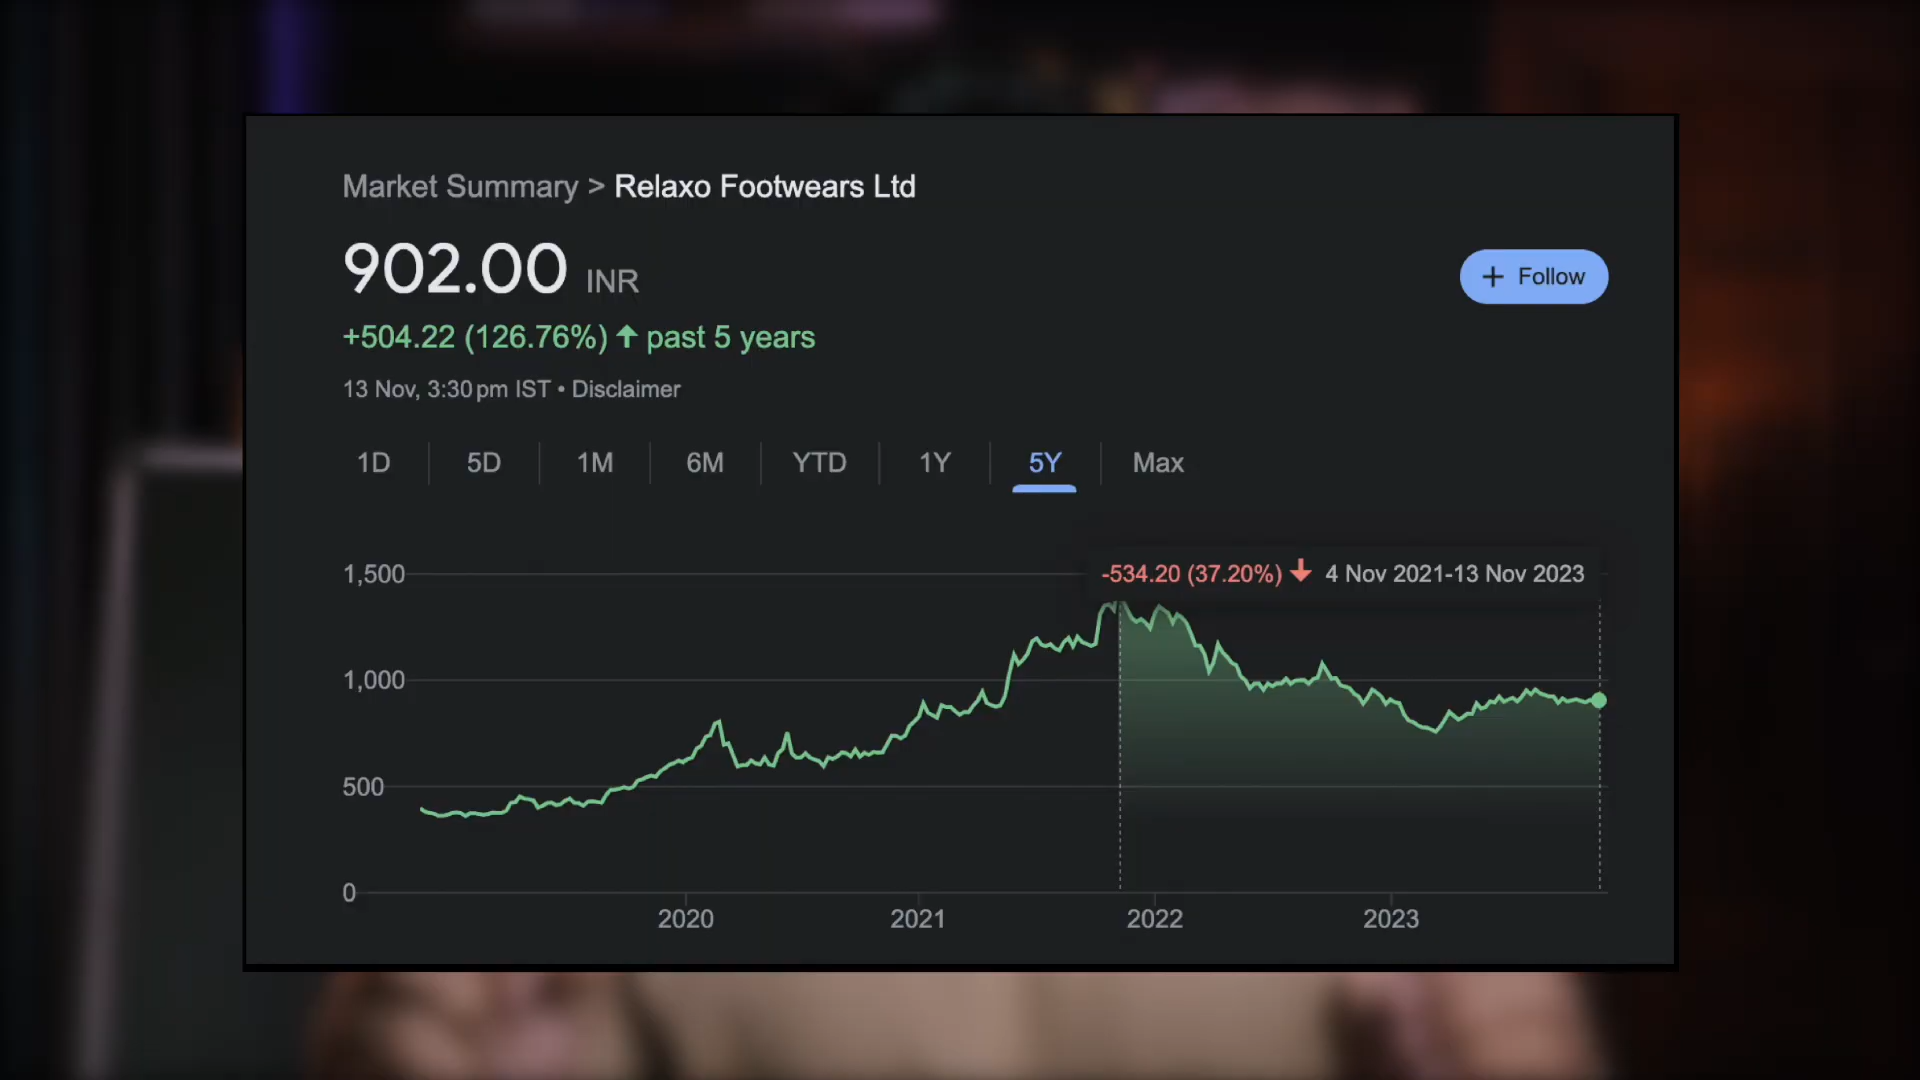 Market Summary > Relaxo Footwears Ltd
902.00 INR
+ Follow
+504.22 (126.76%) ↑ past 5 years
13 Nov, 3:30 pm IST • Disclaimer
1D 5D 1M 6M YTD 1Y 5Y Max
-534.20 (37.20%) ↓ 4 Nov 2021-13 Nov 2023
1,500
1,000
500
0
2020 2021 2022 2023